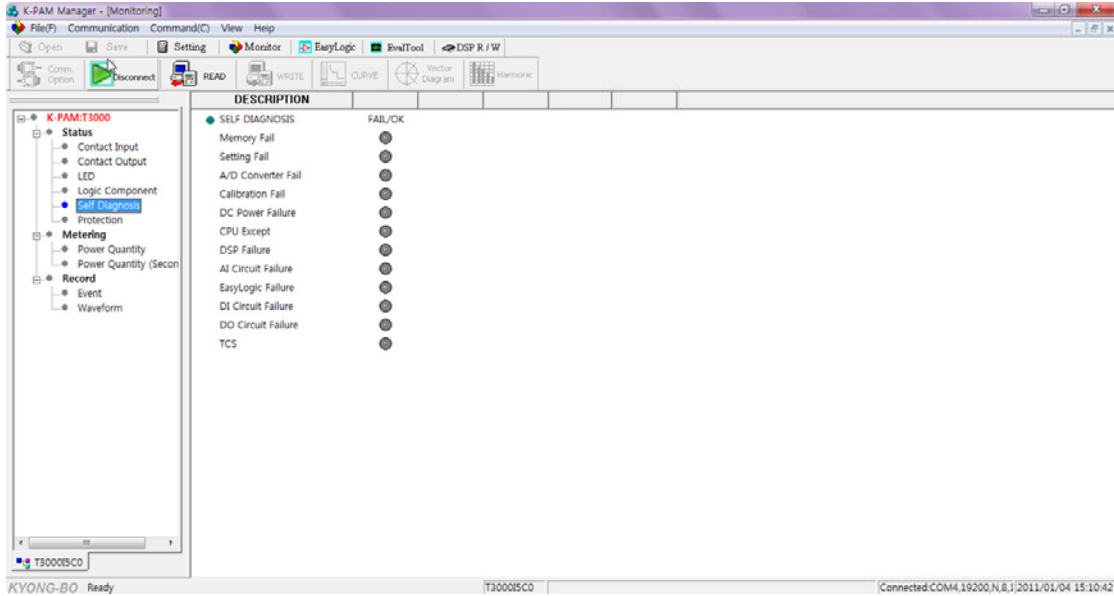 K-PAM Manager - [Monitoring]
File(F) Communication Command(C) View Help
Open Save Setting Monitor EasyLogic EvalTool DSP R / W
Comm. Option Disconnect READ WRITE CURVE Vector Diagram Harmonic
DESCRIPTION
K-PAM:T3000
Status
Contact Input
Contact Output
LED
Logic Component
Self Diagnosis
Protection
Metering
Power Quantity
Power Quantity (Secon
Record
Event
Waveform
SELF DIAGNOSIS FAIL/OK
Memory Fail
Setting Fail
A/D Converter Fail
Calibration Fail
DC Power Failure
CPU Except
DSP Failure
AI Circuit Failure
EasyLogic Failure
DI Circuit Failure
DO Circuit Failure
TCS
T3000I5C0
KYONG-BO Ready T3000I5C0 Connected:COM4,19200,N,8,1 2011/01/04 15:10:42